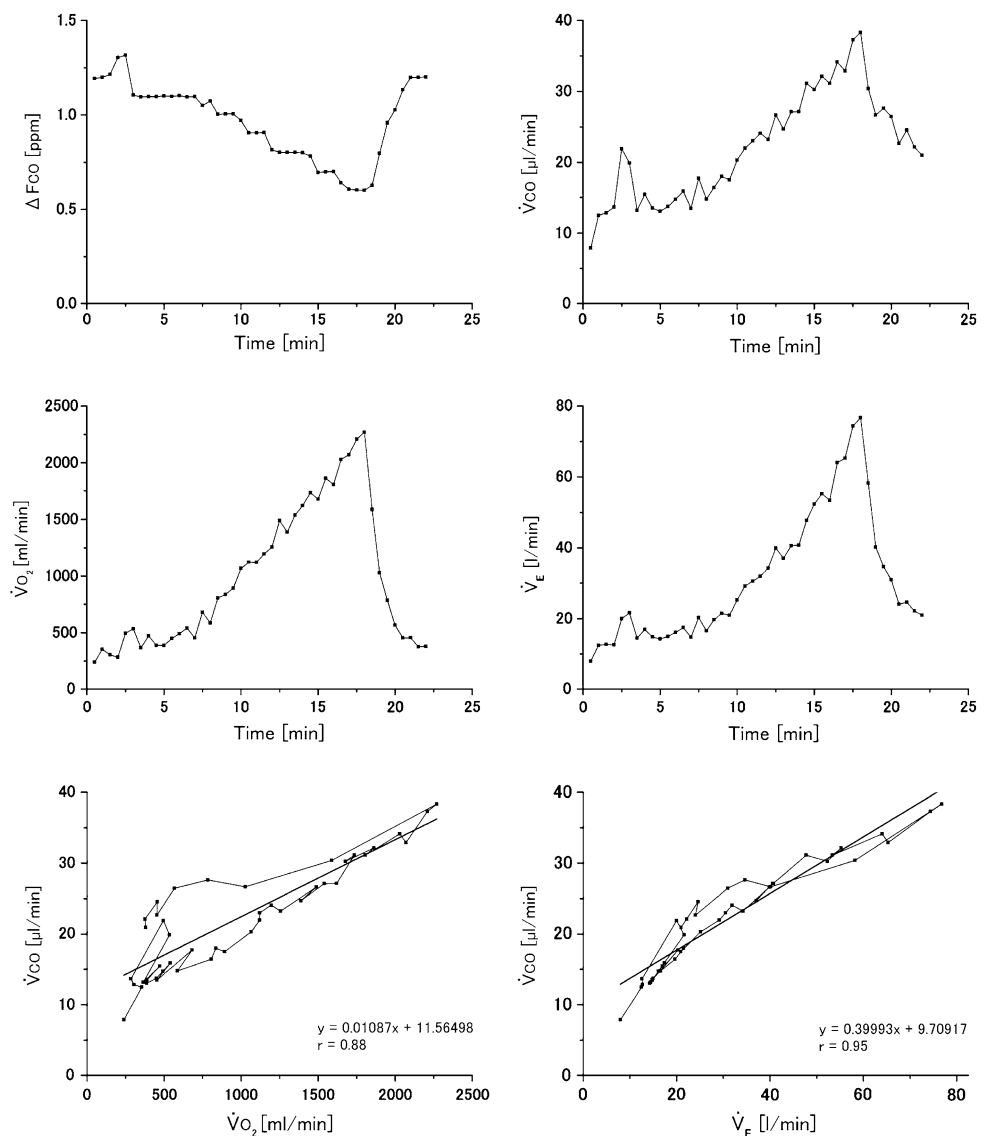 1.5
1.0
0.5
0.0
Δ FCO [ppm]
0 5 10 15 20 25
Time [min]
40
30
20
10
0
V̇CO [μl/min]
0 5 10 15 20 25
Time [min]
2500
2000
1500
1000
500
0
V̇O₂ [ml/min]
0 5 10 15 20 25
Time [min]
80
60
40
20
0
V̇E [l/min]
0 5 10 15 20 25
Time [min]
40
30
20
10
0
V̇CO [μl/min]
y = 0.01087x + 11.56498
r = 0.88
0 500 1000 1500 2000 2500
V̇O₂ [ml/min]
40
30
20
10
0
V̇CO [μl/min]
y = 0.39993x + 9.70917
r = 0.95
0 20 40 60 80
V̇E [l/min]